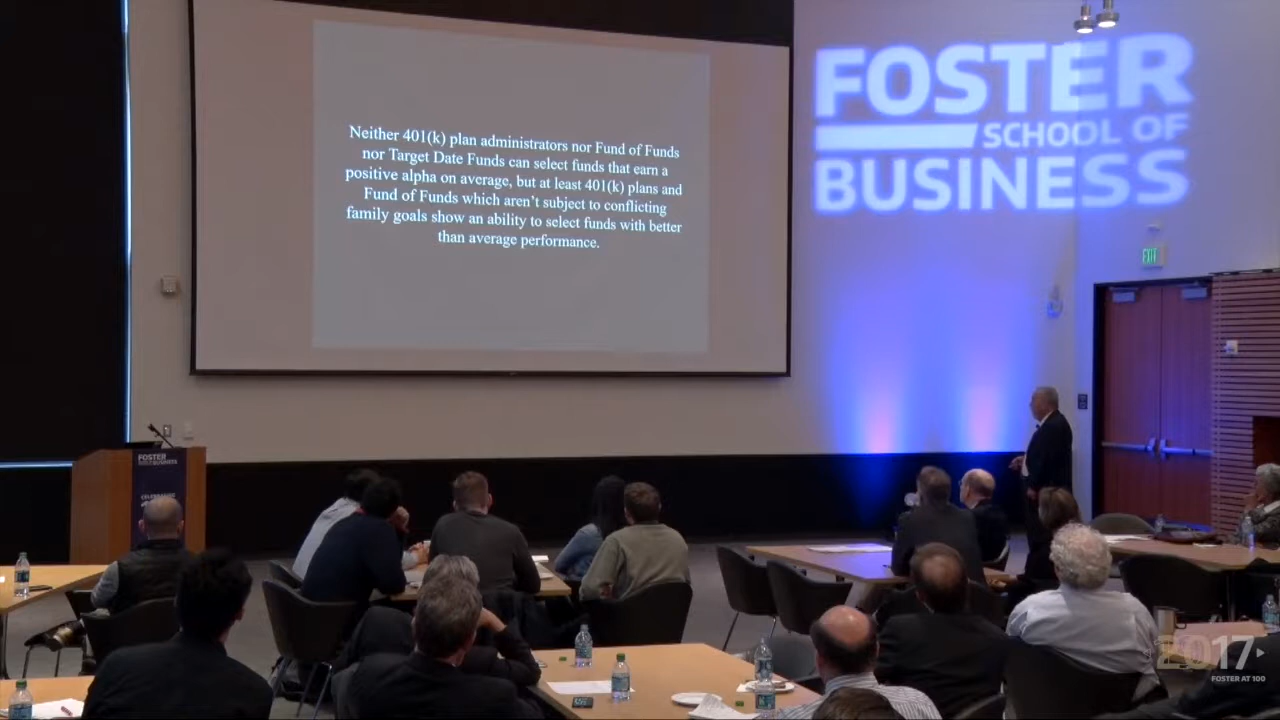 Neither 401(k) plan administrators nor Fund of Funds
nor Target Date Funds can select funds that earn a
positive alpha on average, but at least 401(k) plans and
Fund of Funds which aren't subject to conflicting
family goals show an ability to select funds with better
than average performance.
FOSTER
SCHOOL OF
BUSINESS
EXIT
FOSTER
BUSINESS
2017
FOSTER AT 100